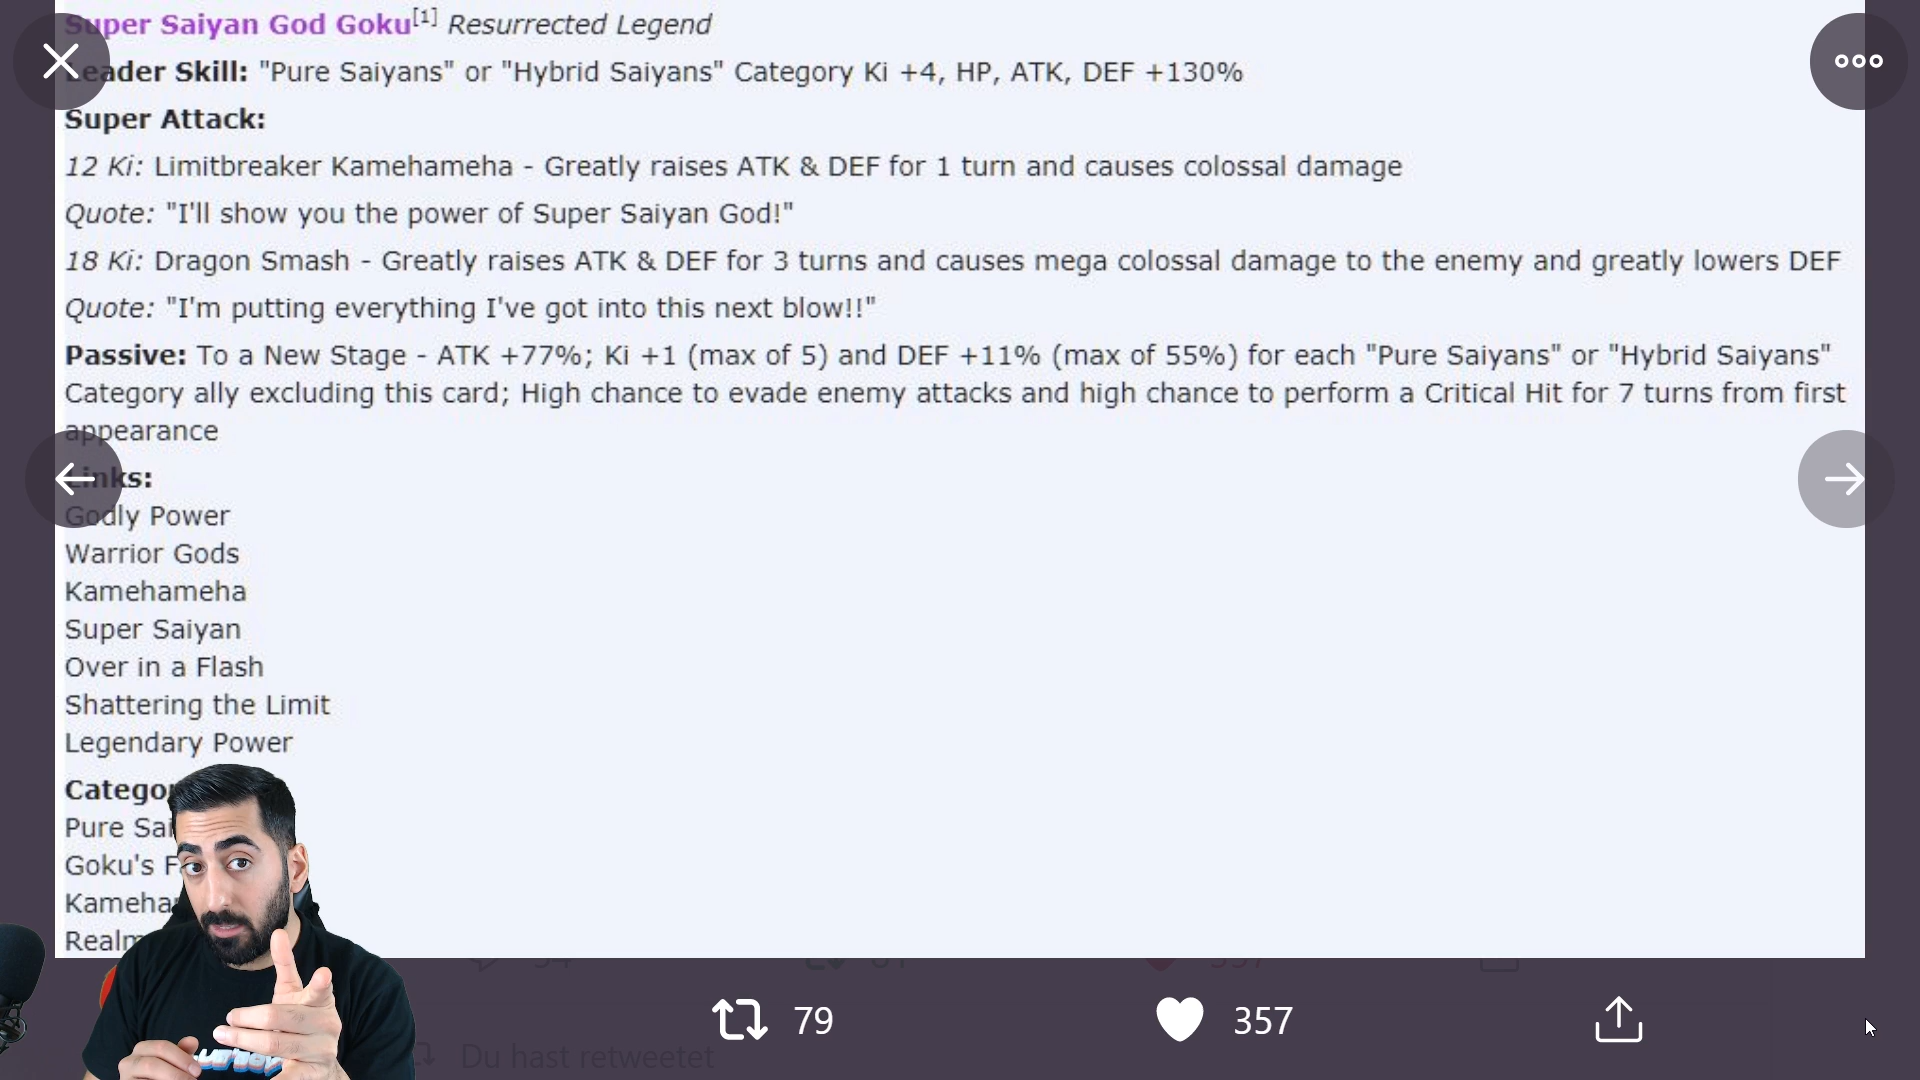 Super Saiyan God Goku[1] Resurrected Legend
Leader Skill: "Pure Saiyans" or "Hybrid Saiyans" Category Ki +4, HP, ATK, DEF +130%
Super Attack:
12 Ki: Limitbreaker Kamehameha - Greatly raises ATK & DEF for 1 turn and causes colossal damage
Quote: "I'll show you the power of Super Saiyan God!"
18 Ki: Dragon Smash - Greatly raises ATK & DEF for 3 turns and causes mega colossal damage to the enemy and greatly lowers DEF
Quote: "I'm putting everything I've got into this next blow!!"
Passive: To a New Stage - ATK +77%; Ki +1 (max of 5) and DEF +11% (max of 55%) for each "Pure Saiyans" or "Hybrid Saiyans"
Category ally excluding this card; High chance to evade enemy attacks and high chance to perform a Critical Hit for 7 turns from first
appearance
Links:
Godly Power
Warrior Gods
Kamehameha
Super Saiyan
Over in a Flash
Shattering the Limit
Legendary Power
Categor
Pure Sai
Goku's F
Kameha
Realm
79
357
Du hast retweetet